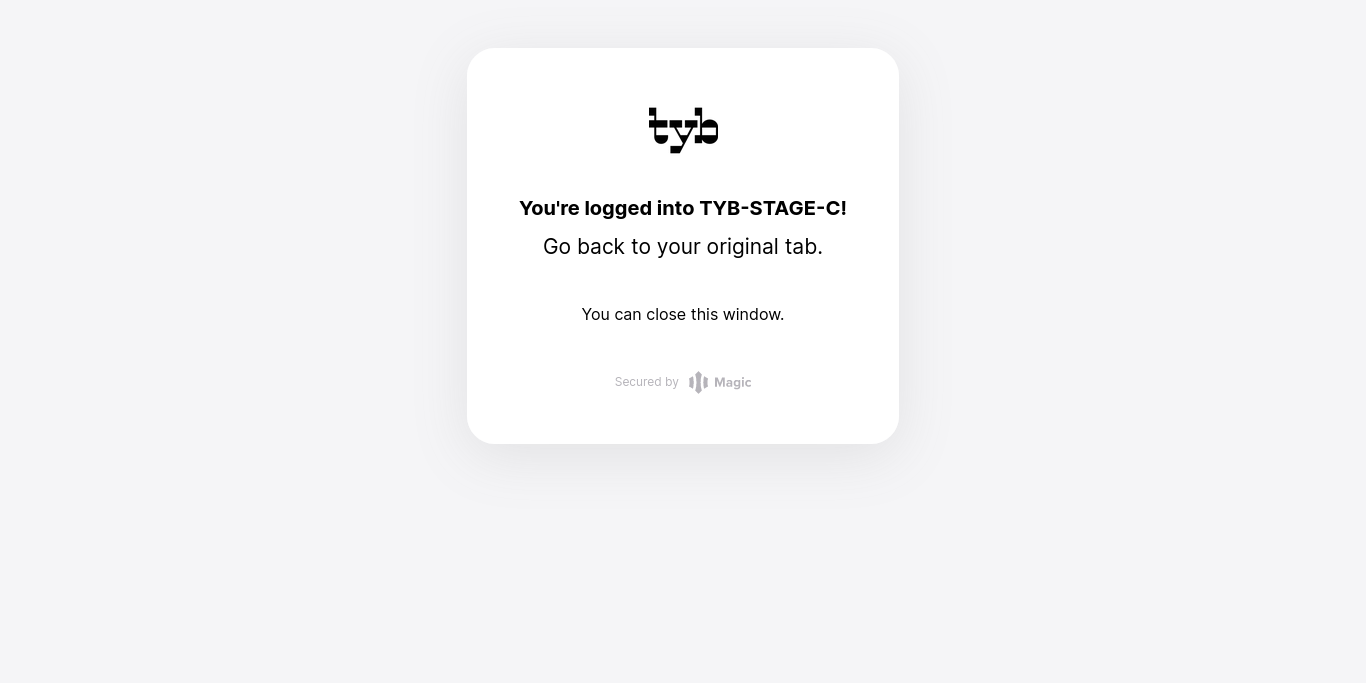 tyb
You're logged into TYB-STAGE-C!
Go back to your original tab.
You can close this window.
Secured by Magic